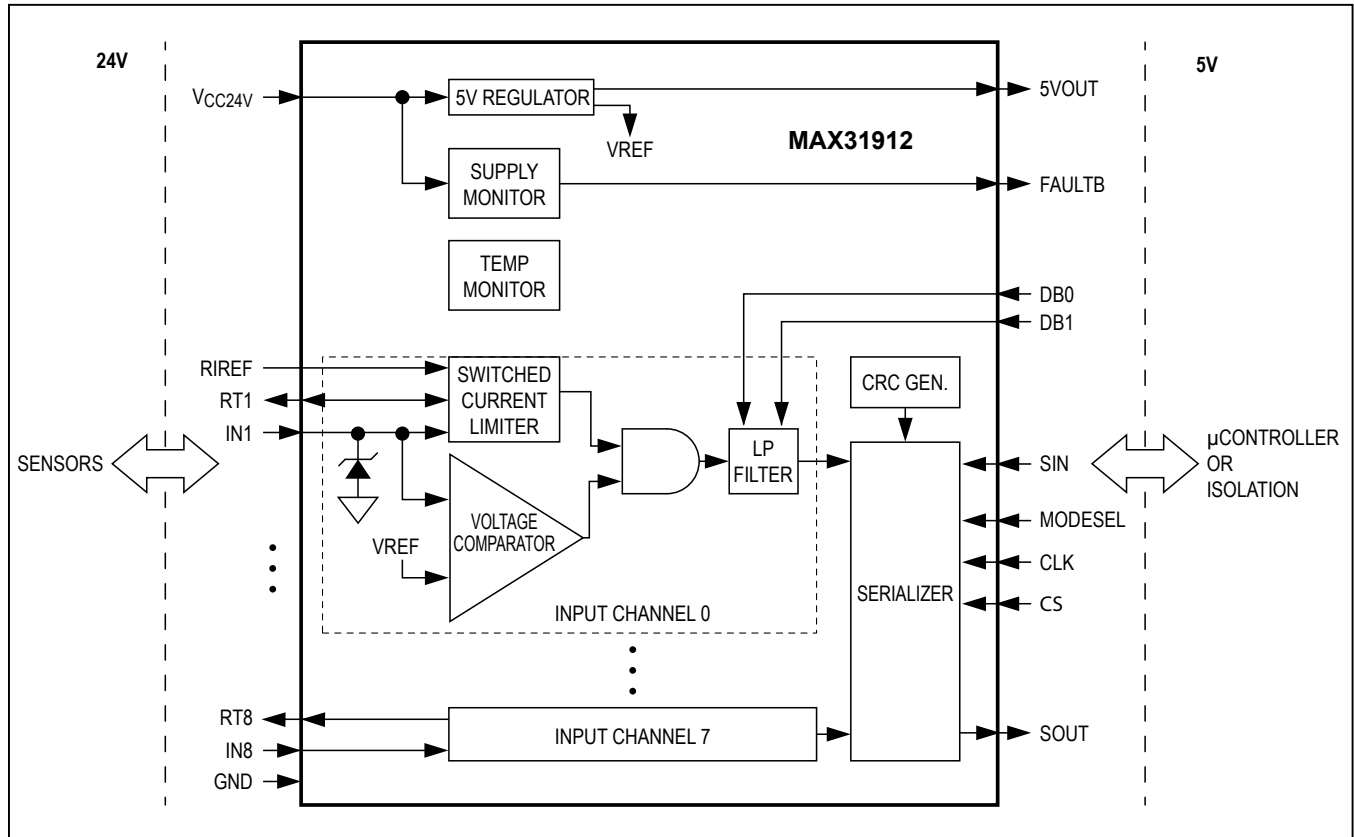 24V
5V
VCC24V
5V REGULATOR
5VOUT
VREF
MAX31912
SUPPLY
MONITOR
FAULTB
TEMP
MONITOR
DB0
DB1
RIREF
RT1
IN1
SWITCHED
CURRENT
LIMITER
CRC GEN.
LP
FILTER
SENSORS
VOLTAGE
COMPARATOR
VREF
INPUT CHANNEL 0
SERIALIZER
SIN
MODESEL
CLK
CS
µCONTROLLER
OR
ISOLATION
RT8
IN8
GND
INPUT CHANNEL 7
SOUT